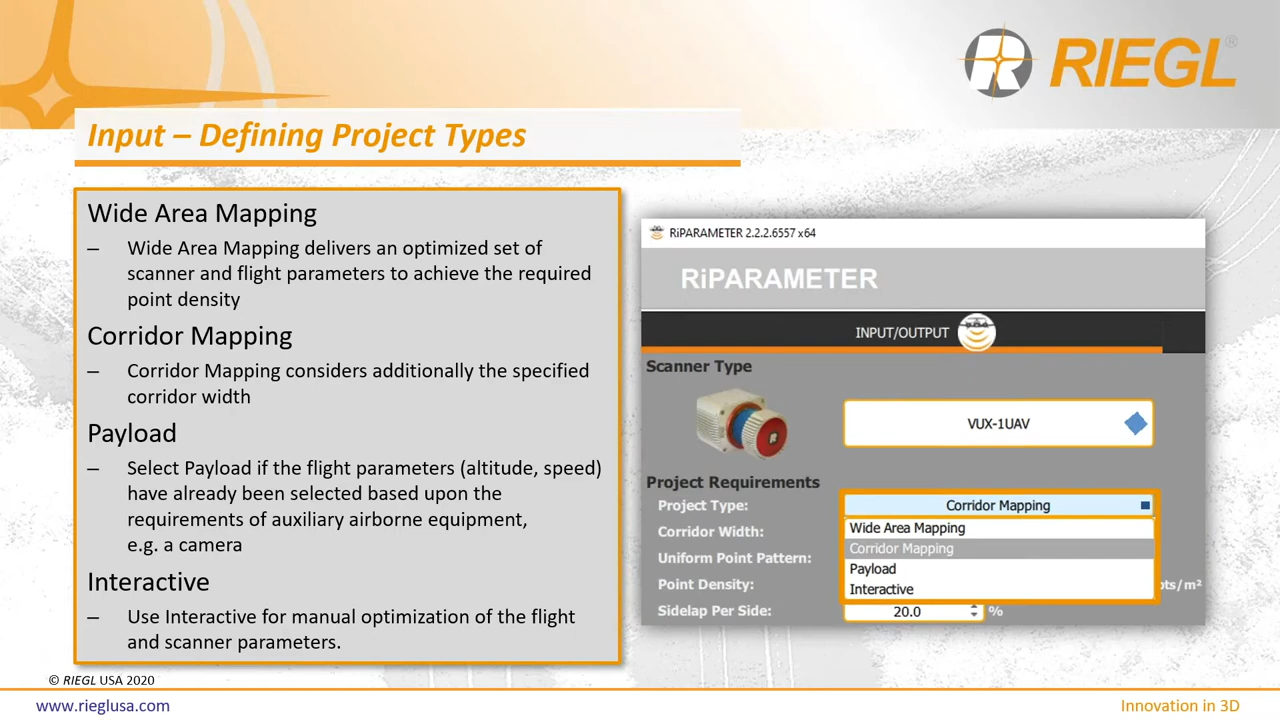 RIEGL®
Input – Defining Project Types
Wide Area Mapping
– Wide Area Mapping delivers an optimized set of
scanner and flight parameters to achieve the required
point density
Corridor Mapping
– Corridor Mapping considers additionally the specified
corridor width
Payload
– Select Payload if the flight parameters (altitude, speed)
have already been selected based upon the
requirements of auxiliary airborne equipment,
e.g. a camera
Interactive
– Use Interactive for manual optimization of the flight
and scanner parameters.
RiPARAMETER 2.2.2.6557 x64
RiPARAMETER
INPUT/OUTPUT
Scanner Type
VUX-1UAV
Project Requirements
Project Type: Corridor Mapping
Wide Area Mapping
Corridor Width:
Corridor Mapping
Uniform Point Pattern:
Payload
Point Density: pts/m²
Interactive
Sidelap Per Side: 20.0 %
© RIEGL USA 2020
www.rieglusa.com
Innovation in 3D